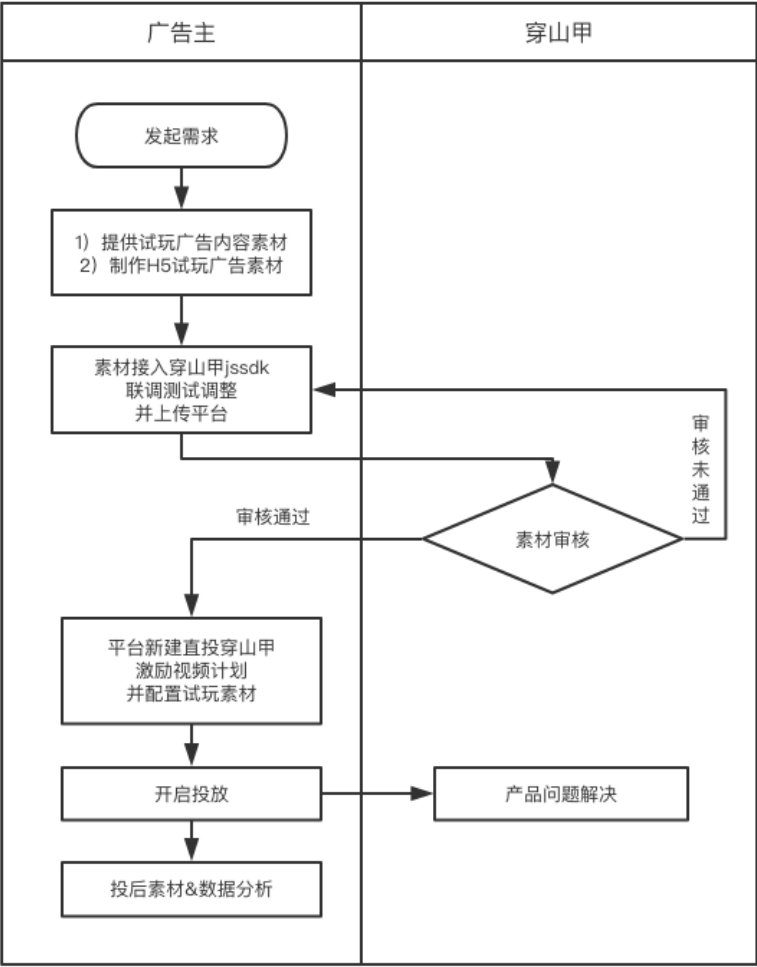 广告主
穿山甲
发起需求
1）提供试玩广告内容素材
2）制作H5试玩广告素材
素材接入穿山甲jssdk
联调测试调整
并上传平台
审核未通过
审核通过
素材审核
平台新建直投穿山甲
激励视频计划
并配置试玩素材
开启投放
产品问题解决
投后素材&数据分析